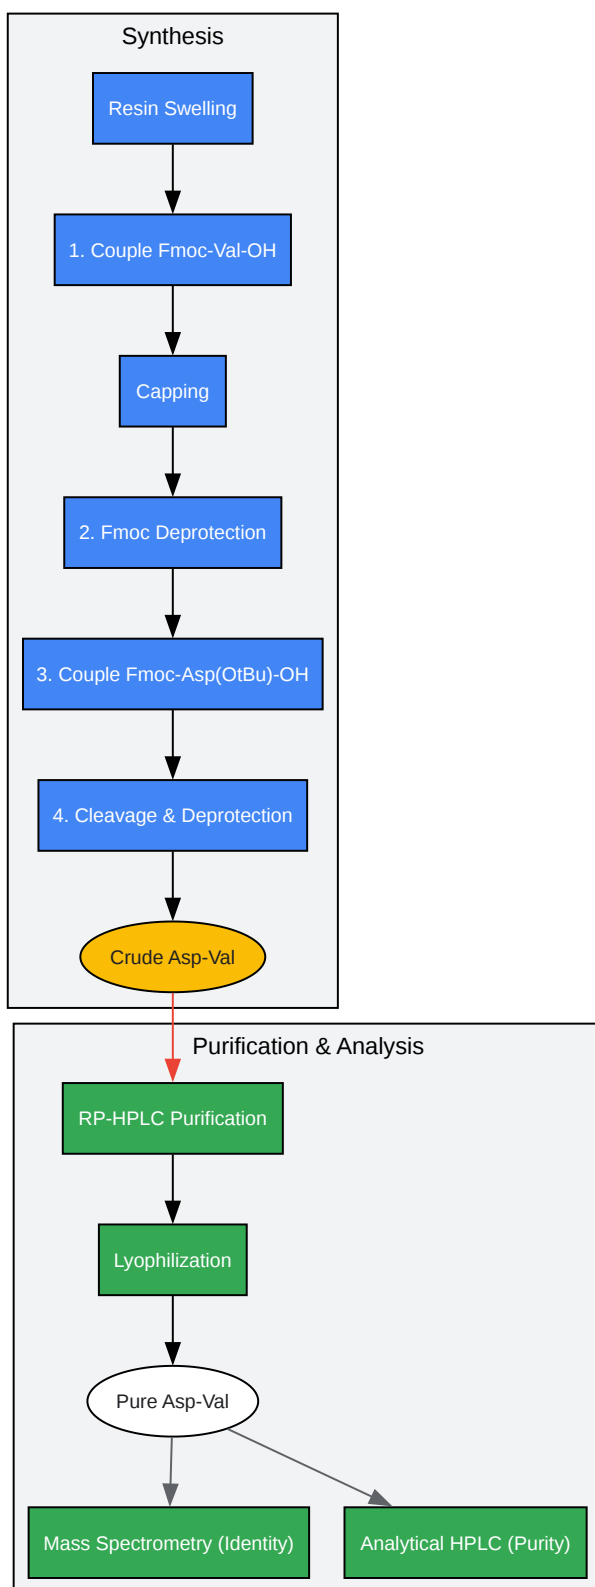 Synthesis
Resin Swelling
1. Couple Fmoc-Val-OH
Capping
2. Fmoc Deprotection
3. Couple Fmoc-Asp(OtBu)-OH
4. Cleavage & Deprotection
Crude Asp-Val
Purification & Analysis
RP-HPLC Purification
Lyophilization
Pure Asp-Val
Mass Spectrometry (Identity)
Analytical HPLC (Purity)